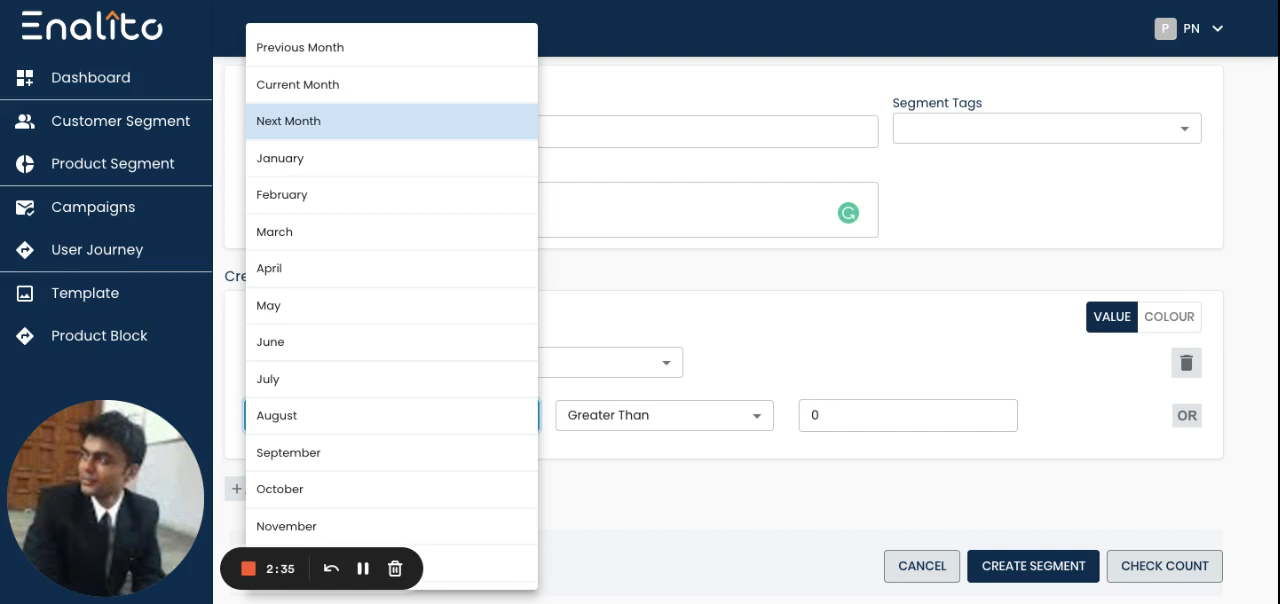 Enalito
P PN
Dashboard
Customer Segment
Product Segment
Campaigns
User Journey
Template
Product Block
Previous Month
Current Month
Next Month
January
February
March
April
May
June
July
August
September
October
November
Segment Tags
Cre
VALUE COLOUR
Greater Than
0
OR
+
2:35
CANCEL
CREATE SEGMENT
CHECK COUNT